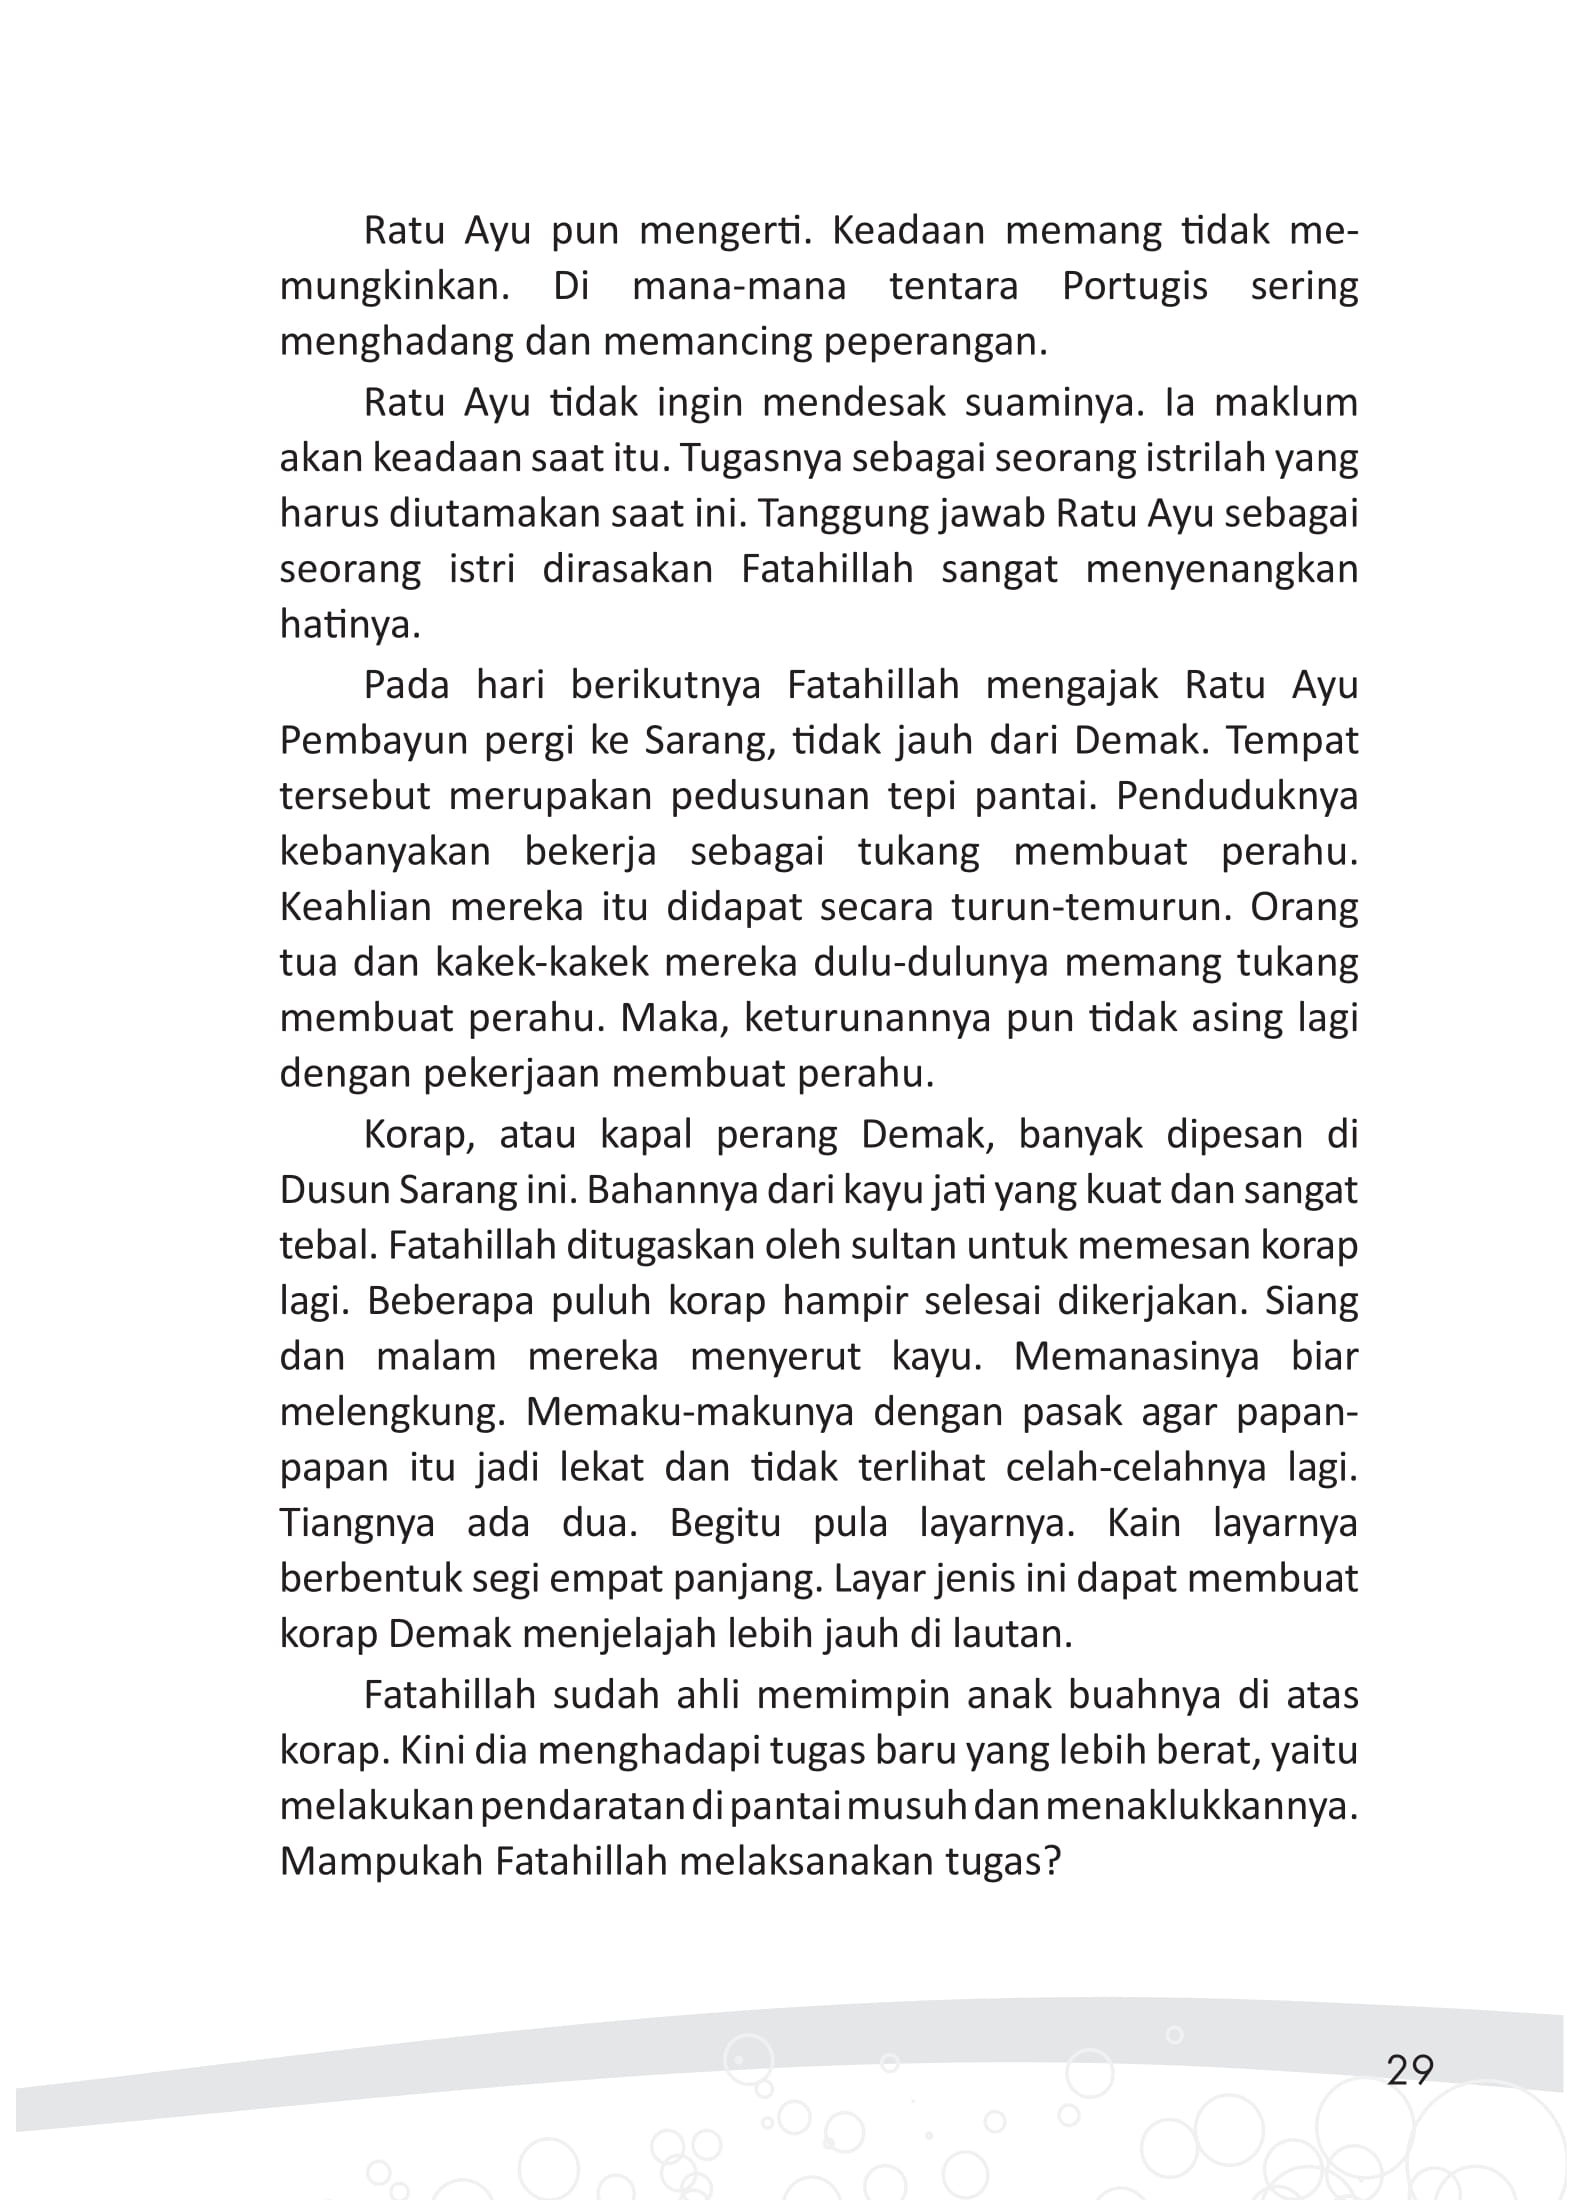 Ratu Ayu pun mengerti. Keadaan memang tidak me-
mungkinkan. Di mana-mana tentara Portugis sering
menghadang dan memancing peperangan.
Ratu Ayu tidak ingin mendesak suaminya. Ia maklum
akan keadaan saat itu. Tugasnya sebagai seorang istrilah yang
harus diutamakan saat ini. Tanggung jawab Ratu Ayu sebagai
seorang istri dirasakan Fatahillah sangat menyenangkan
hatinya.
Pada hari berikutnya Fatahillah mengajak Ratu Ayu
Pembayun pergi ke Sarang, tidak jauh dari Demak. Tempat
tersebut merupakan pedusunan tepi pantai. Penduduknya
kebanyakan bekerja sebagai tukang membuat perahu.
Keahlian mereka itu didapat secara turun-temurun. Orang
tua dan kakek-kakek mereka dulu-dulunya memang tukang
membuat perahu. Maka, keturunannya pun tidak asing lagi
dengan pekerjaan membuat perahu.
Korap, atau kapal perang Demak, banyak dipesan di
Dusun Sarang ini. Bahannya dari kayu jati yang kuat dan sangat
tebal. Fatahillah ditugaskan oleh sultan untuk memesan korap
lagi. Beberapa puluh korap hampir selesai dikerjakan. Siang
dan malam mereka menyerut kayu. Memanasinya biar
melengkung. Memaku-makunya dengan pasak agar papan-
papan itu jadi lekat dan tidak terlihat celah-celahnya lagi.
Tiangnya ada dua. Begitu pula layarnya. Kain layarnya
berbentuk segi empat panjang. Layar jenis ini dapat membuat
korap Demak menjelajah lebih jauh di lautan.
Fatahillah sudah ahli memimpin anak buahnya di atas
korap. Kini dia menghadapi tugas baru yang lebih berat, yaitu
melakukan pendaratan di pantai musuh dan menaklukkannya.
Mampukah Fatahillah melaksanakan tugas?
29